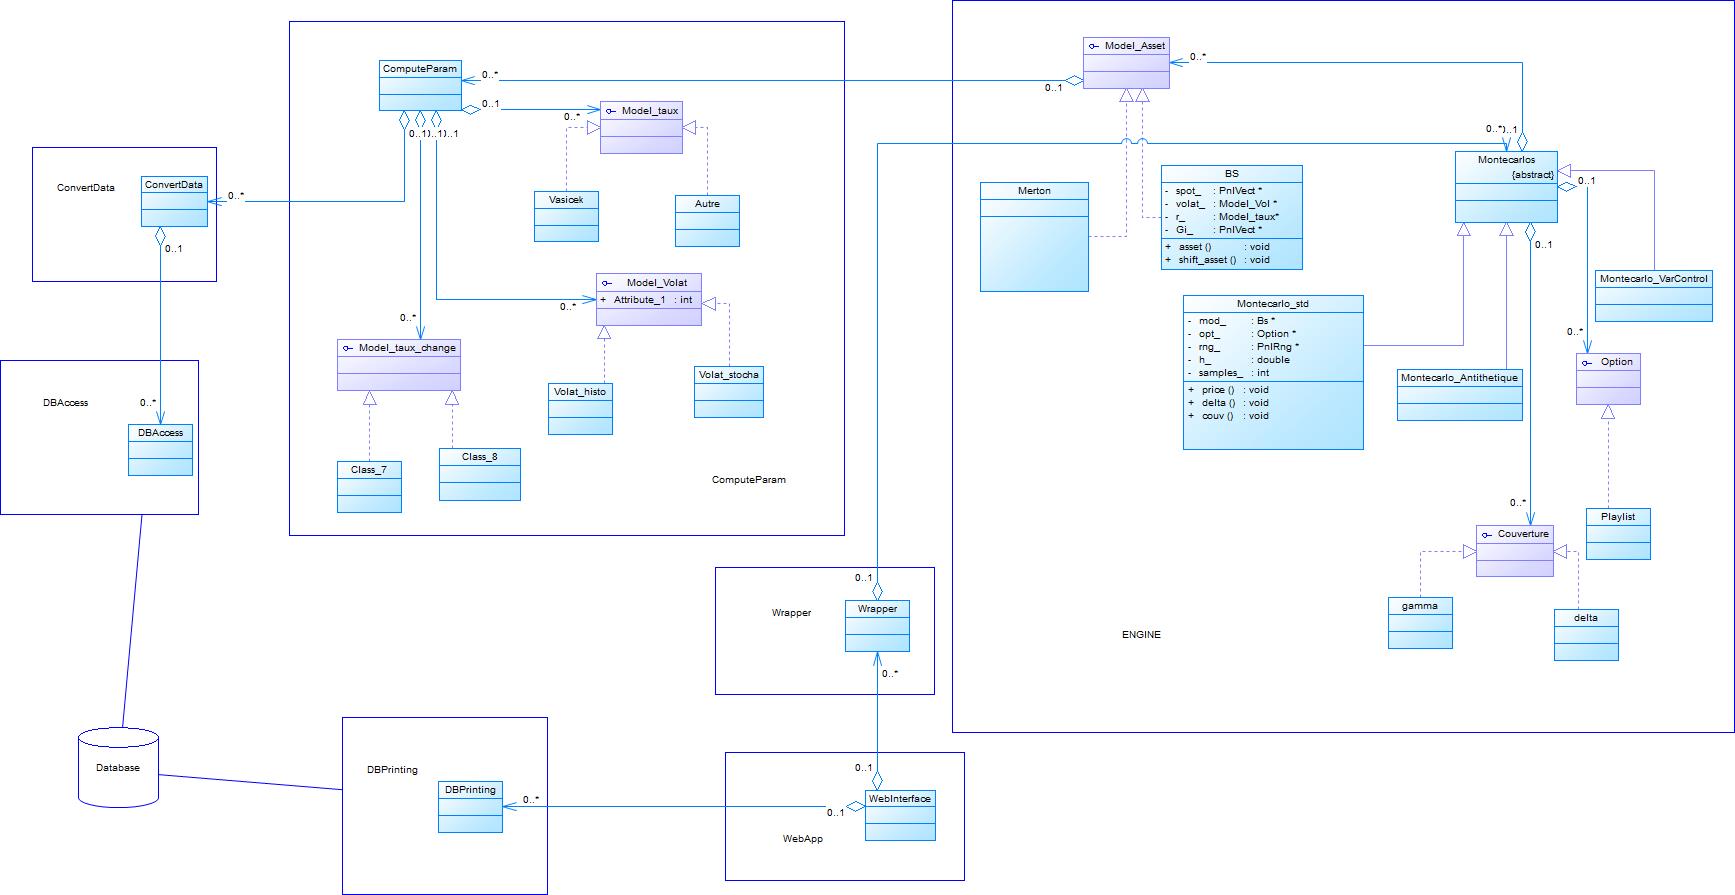 ComputeParam
0..*
0..1
0..1
0..*
Model_taux
0..1
0..1
Vasicek
Autre
Model_Volat
+ Attribute_1 : int
0..*
0..*
Model_taux_change
Volat_histo
Volat_stocha
Class_7
Class_8
ComputeParam
ConvertData
ConvertData
0..*
0..1
DBAccess
0..*
DBAccess
Database
DBPrinting
DBPrinting
0..*
0..1
WebInterface
0..1
WebApp
Wrapper
0..1
Wrapper
0..*
Model_Asset
0..1
0..*
0..*
..1
Montecarlos
{abstract}
0..1
0..1
Merton
BS
- spot_ : PnlVect *
- volat_ : Model_Vol *
- r_ : Model_taux*
- Gi_ : PnlVect *
+ asset () : void
+ shift_asset () : void
Montecarlo_std
- mod_ : Bs *
- opt_ : Option *
- rng_ : PnlRng *
- h_ : double
- samples_ : int
+ price () : void
+ delta () : void
+ couv () : void
Montecarlo_VarControl
Montecarlo_Antithetique
0..*
Option
Playlist
0..*
Couverture
gamma
delta
ENGINE